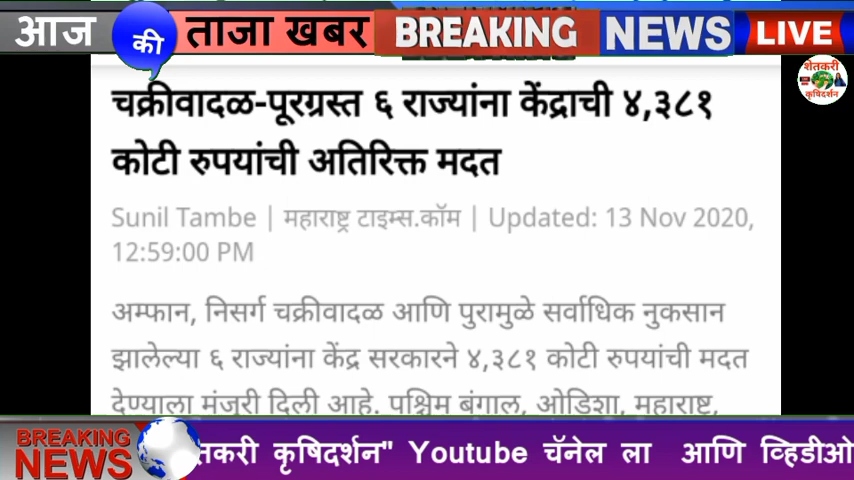 आज की ताजा खबर BREAKING NEWS LIVE
शेतकरी
कृषिदर्शन
चक्रीवादळ-पूरग्रस्त ६ राज्यांना केंद्राची ४,३८१
कोटी रुपयांची अतिरिक्त मदत
Sunil Tambe | महाराष्ट्र टाइम्स.कॉम | Updated: 13 Nov 2020,
12:59:00 PM
अम्फान, निसर्ग चक्रीवादळ आणि पुरामुळे सर्वाधिक नुकसान
झालेल्या ६ राज्यांना केंद्र सरकारने ४,३८१ कोटी रुपयांची मदत
देण्याला मंजुरी दिली आहे. पश्चिम बंगाल, ओडिशा, महाराष्ट्र,
BREAKING
NEWS
तकरी कृषिदर्शन" Youtube चॅनेल ला आणि व्हिडीओ